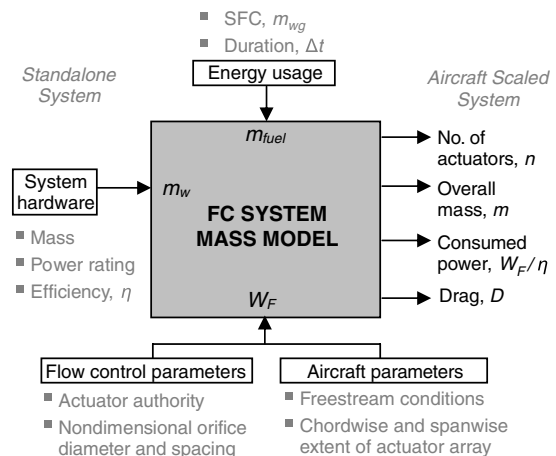 SFC, m_wg
Duration, Δt
Standalone
System
Energy usage
Aircraft Scaled
System
m_fuel
No. of
actuators, n
System
hardware
m_w
Overall
mass, m
FC SYSTEM
MASS MODEL
Mass
Power rating
Efficiency, η
Consumed
power, W_F/η
W_F
Drag, D
Flow control parameters
Actuator authority
Nondimensional orifice
diameter and spacing
Aircraft parameters
Freestream conditions
Chordwise and spanwise
extent of actuator array